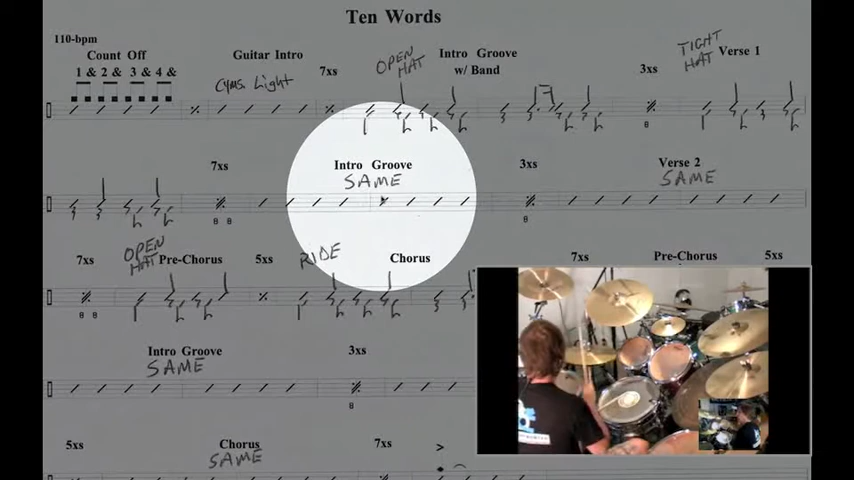 Ten Words
110-bpm
Count Off
Guitar Intro
7xs
OPEN HAT
Intro Groove
w/ Band
3xs
TIGHT HAT
Verse 1
1 & 2 & 3 & 4 &
Cyms. Light
8
7xs
Intro Groove
3xs
Verse 2
SAME
SAME
8 8
8
7xs
OPEN HAT
Pre-Chorus
5xs
RIDE
Chorus
7xs
Pre-Chorus
5xs
8 8
Intro Groove
3xs
SAME
8
5xs
Chorus
7xs
SAME